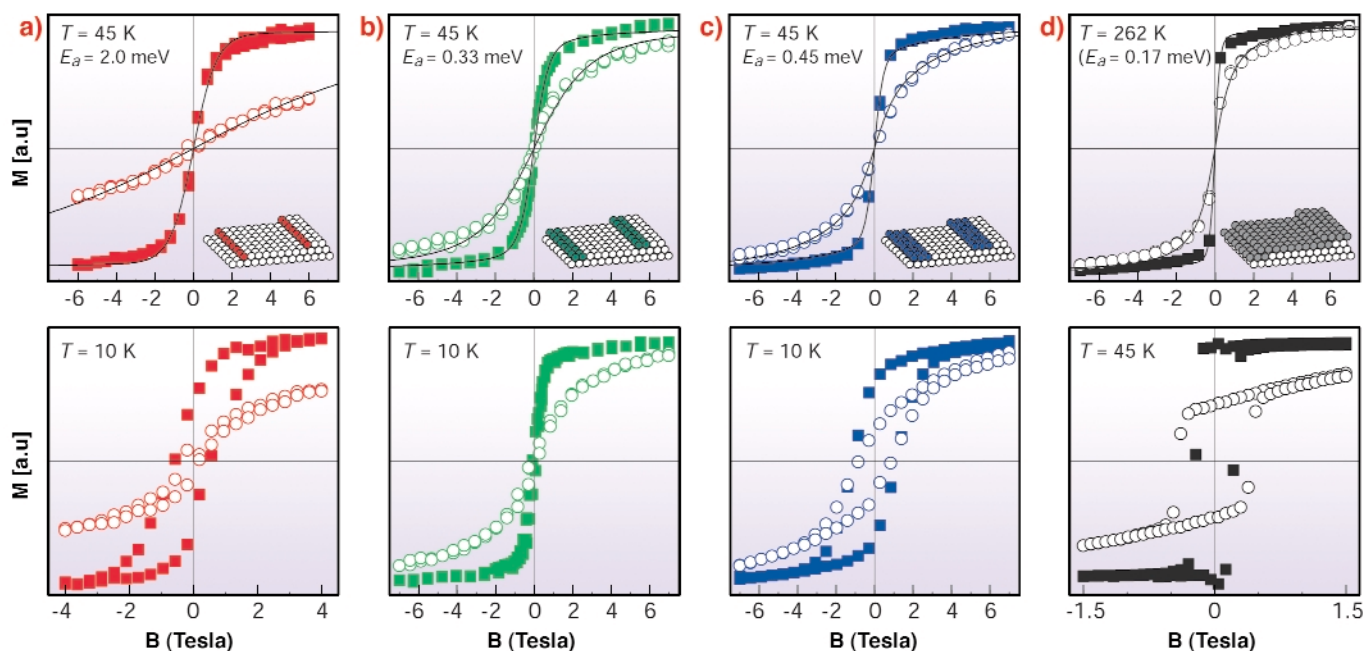 a)
T = 45 K
Eₐ = 2.0 meV
M [a.u]
-6 -4 -2 0 2 4 6
b)
T = 45 K
Eₐ = 0.33 meV
-6 -4 -2 0 2 4 6
c)
T = 45 K
Eₐ = 0.45 meV
-6 -4 -2 0 2 4 6
d)
T = 262 K
(Eₐ = 0.17 meV)
-6 -4 -2 0 2 4 6
T = 10 K
M [a.u]
-4 -2 0 2 4
B (Tesla)
T = 10 K
-6 -4 -2 0 2 4 6
B (Tesla)
T = 10 K
-6 -4 -2 0 2 4 6
B (Tesla)
T = 45 K
-1.5 0 1.5
B (Tesla)